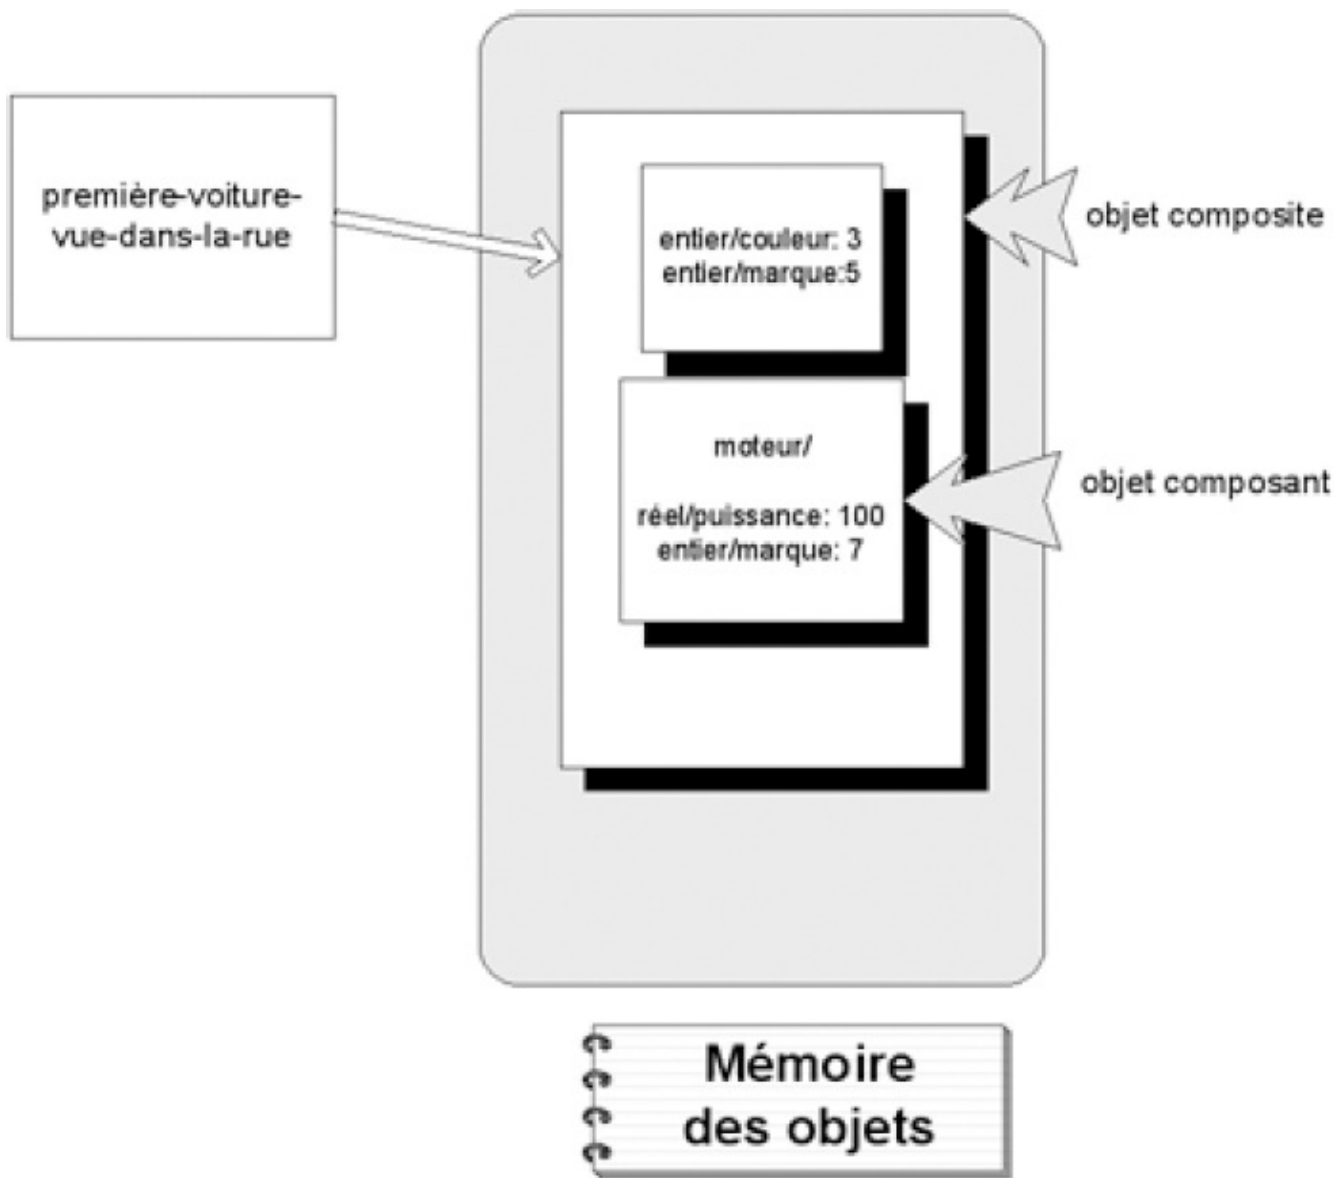 première-voiture-
vue-dans-la-rue
entier/couleur: 3
entier/marque:5
objet composite
moteur/
réel/puissance: 100
entier/marque: 7
objet composant
Mémoire
des objets